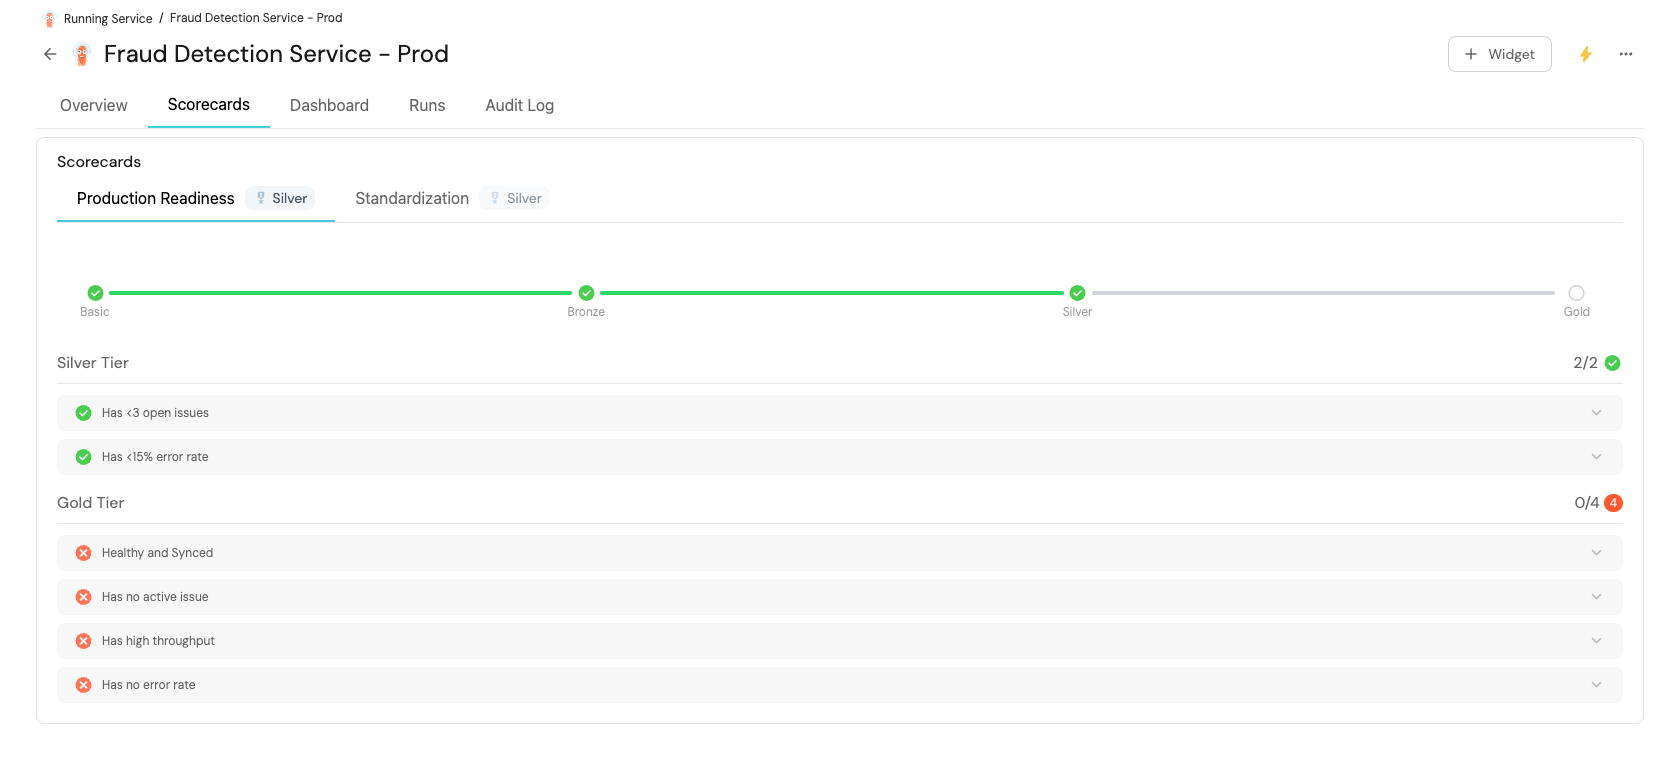 Running Service / Fraud Detection Service - Prod
Fraud Detection Service - Prod
+ Widget
Overview Scorecards Dashboard Runs Audit Log
Scorecards
Production Readiness Silver Standardization Silver
Basic Bronze Silver Gold
Silver Tier 2/2
Has <3 open issues
Has <15% error rate
Gold Tier 0/4 4
Healthy and Synced
Has no active issue
Has high throughput
Has no error rate